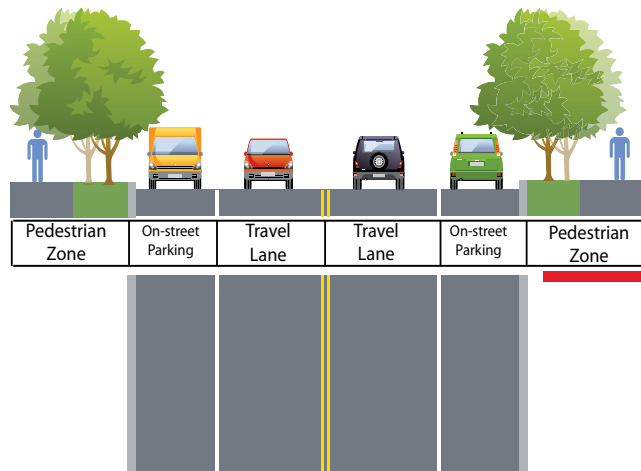 Pedestrian
Zone
On-street
Parking
Travel
Lane
Travel
Lane
On-street
Parking
Pedestrian
Zone